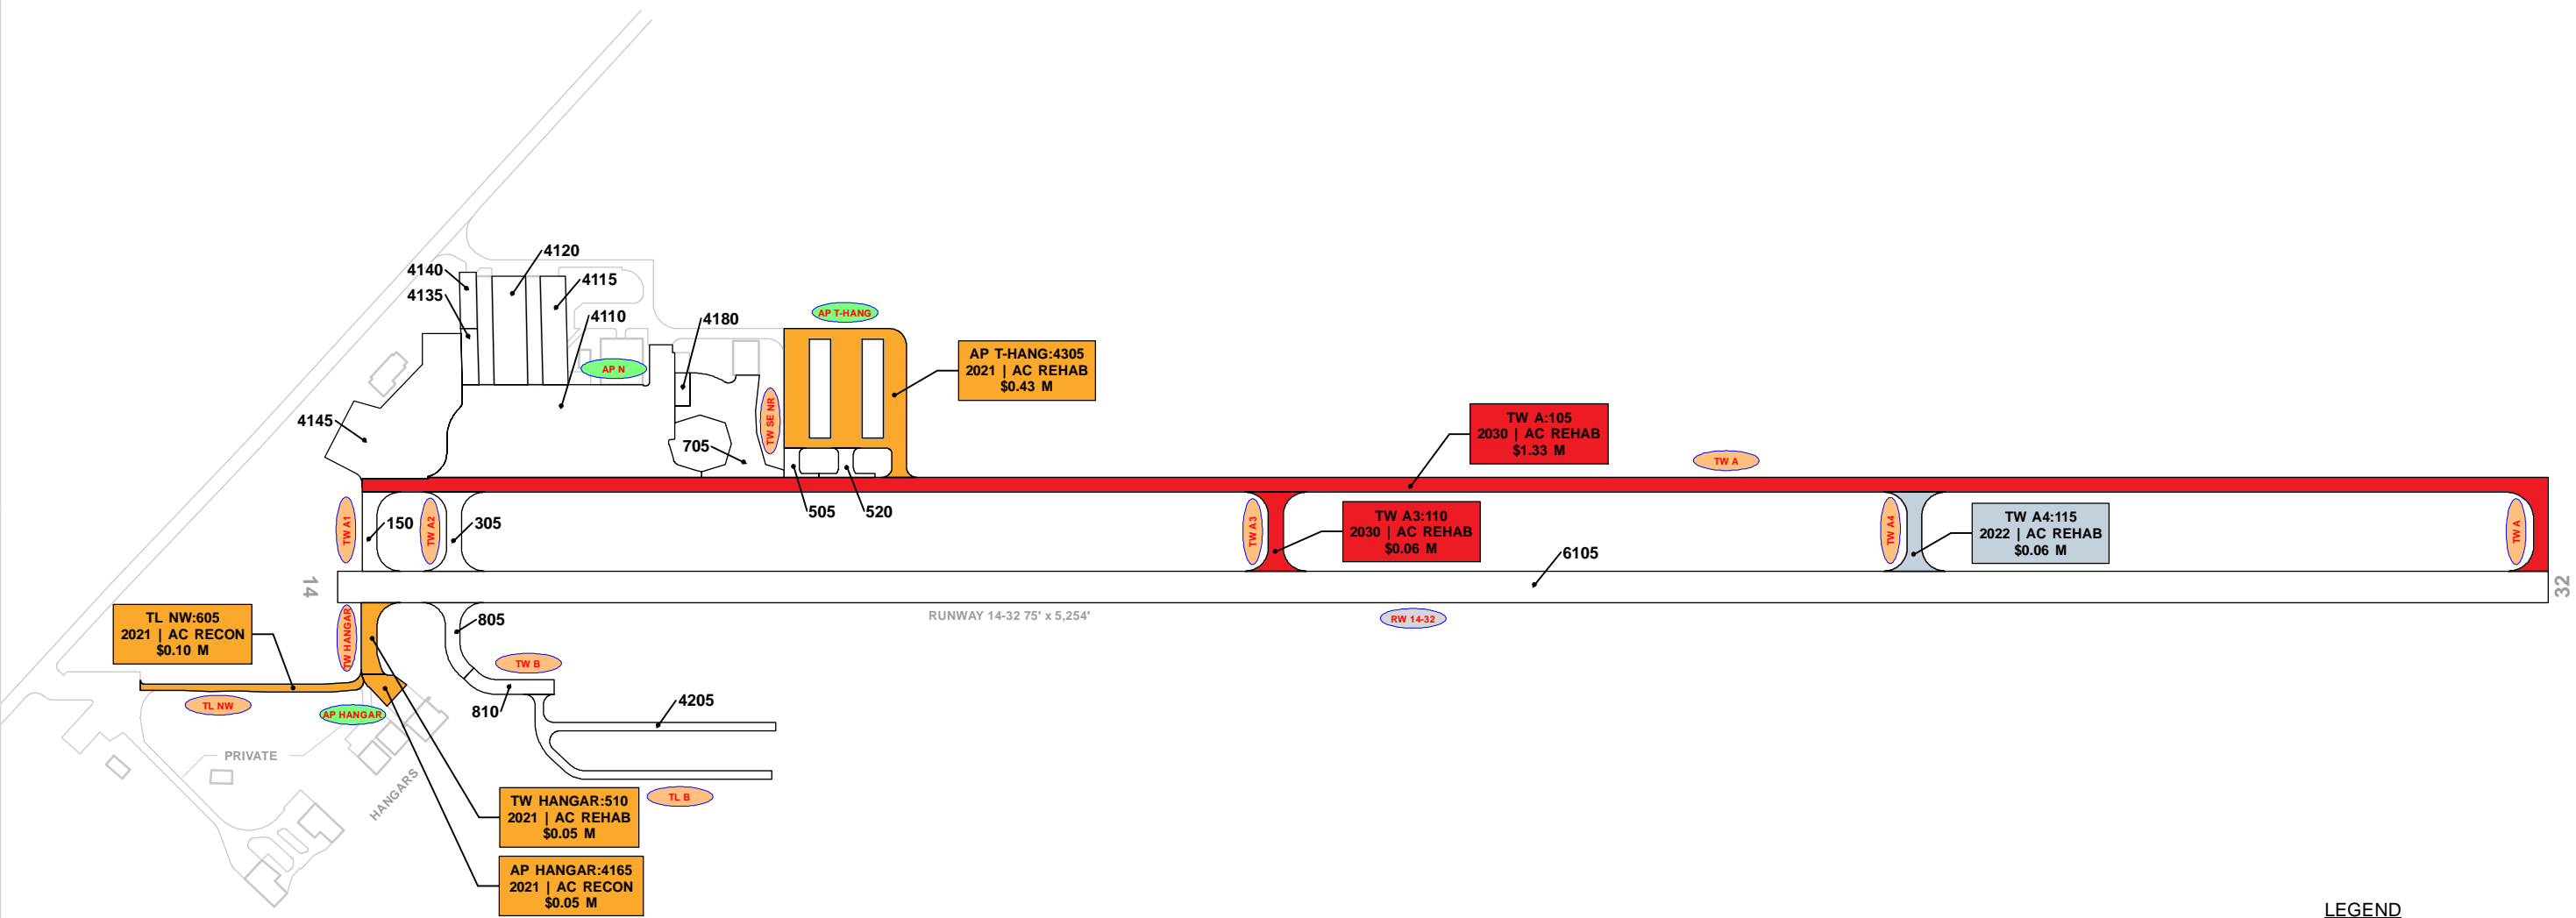 4120
4140
4115
4135
4110
4180
AP T-HANG
AP N
AP T-HANG:4305
2021 | AC REHAB
$0.43 M
TW SE NR
4145
705
TW A:105
2030 | AC REHAB
$1.33 M
TW A
505
520
TW A1
150
TW A2
305
TW A3
TW A3:110
2030 | AC REHAB
$0.06 M
6105
TW A4
TW A4:115
2022 | AC REHAB
$0.06 M
TW A
14
32
RUNWAY 14-32 75' x 5,254'
RW 14-32
TL NW:605
2021 | AC RECON
$0.10 M
TW HANGAR
805
TW B
TL NW
AP HANGAR
810
4205
PRIVATE
HANGARS
TL B
TW HANGAR:510
2021 | AC REHAB
$0.05 M
AP HANGAR:4165
2021 | AC RECON
$0.05 M
LEGEND